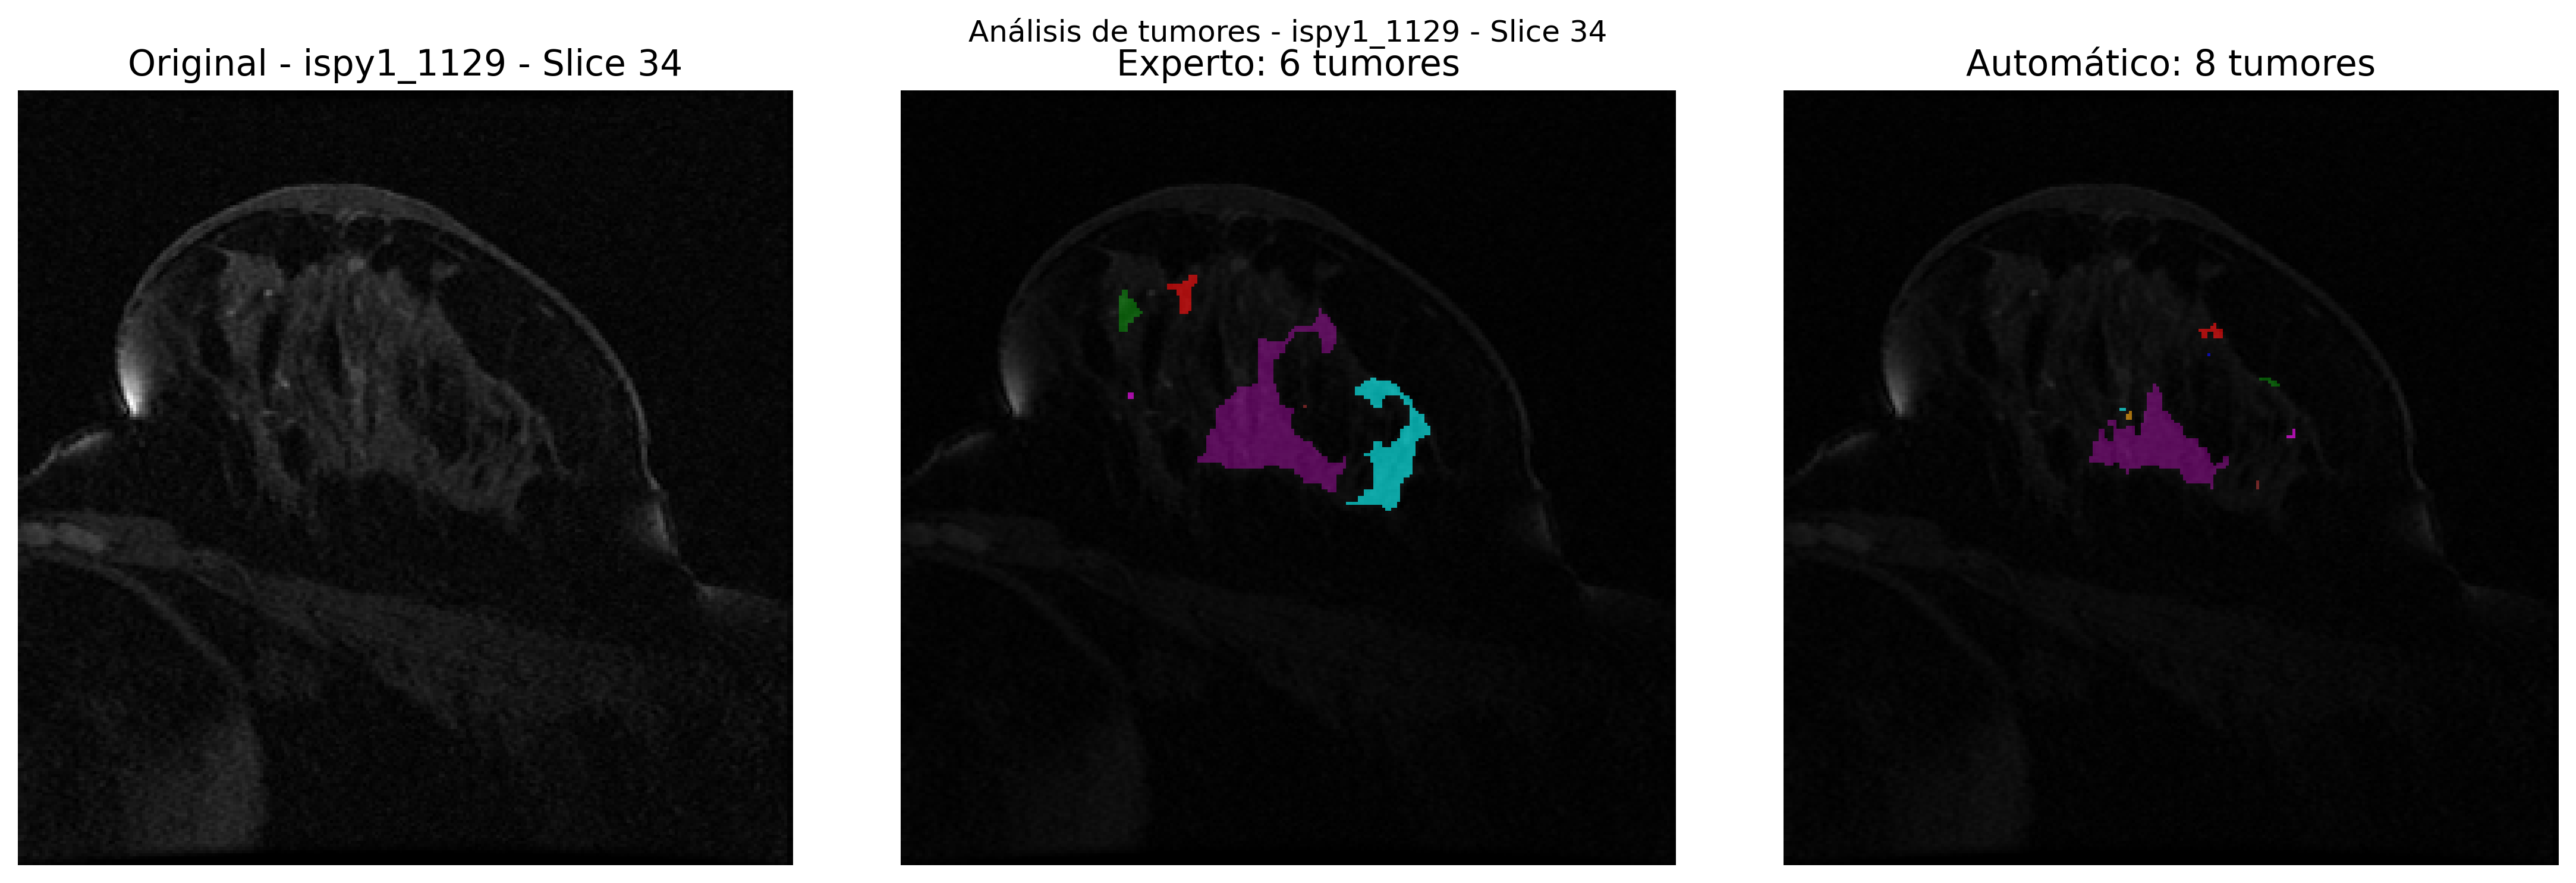 Análisis de tumores - ispy1_1129 - Slice 34
Original - ispy1_1129 - Slice 34
Experto: 6 tumores
Automático: 8 tumores